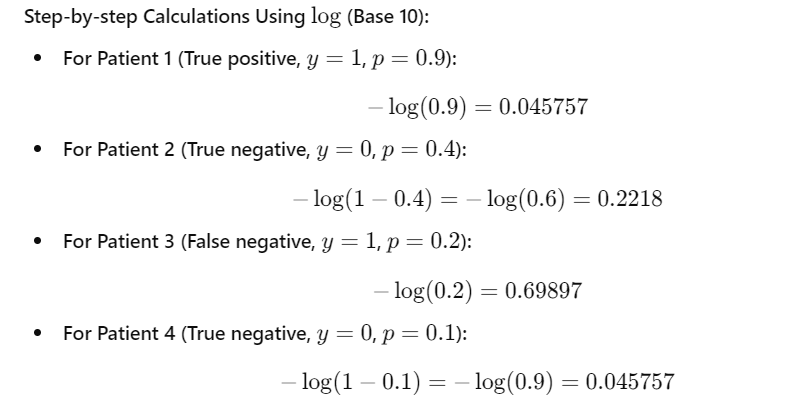 Step-by-step Calculations Using log (Base 10):
• For Patient 1 (True positive, y = 1, p = 0.9):
− log(0.9) = 0.045757
• For Patient 2 (True negative, y = 0, p = 0.4):
− log(1 − 0.4) = − log(0.6) = 0.2218
• For Patient 3 (False negative, y = 1, p = 0.2):
− log(0.2) = 0.69897
• For Patient 4 (True negative, y = 0, p = 0.1):
− log(1 − 0.1) = − log(0.9) = 0.045757